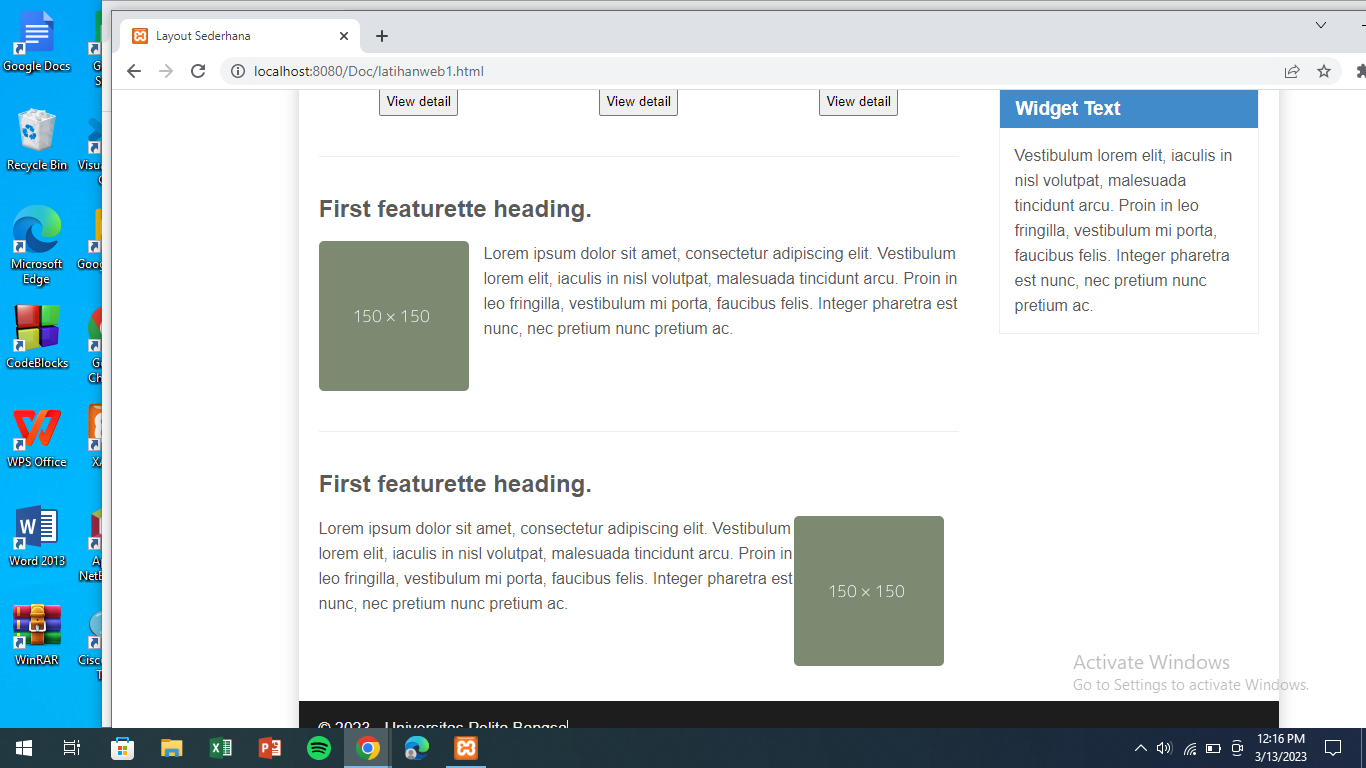 Layout Sederhana
localhost:8080/Doc/latihanweb1.html
Google Docs
Recycle Bin
Microsoft
Edge
CodeBlocks
WPS Office
Word 2013
WinRAR
View detail
View detail
View detail
First featurette heading.
150 × 150
Lorem ipsum dolor sit amet, consectetur adipiscing elit. Vestibulum
lorem elit, iaculis in nisl volutpat, malesuada tincidunt arcu. Proin in
leo fringilla, vestibulum mi porta, faucibus felis. Integer pharetra est
nunc, nec pretium nunc pretium ac.
First featurette heading.
Lorem ipsum dolor sit amet, consectetur adipiscing elit. Vestibulum
lorem elit, iaculis in nisl volutpat, malesuada tincidunt arcu. Proin in
leo fringilla, vestibulum mi porta, faucibus felis. Integer pharetra est
nunc, nec pretium nunc pretium ac.
150 × 150
Widget Text
Vestibulum lorem elit, iaculis in
nisl volutpat, malesuada
tincidunt arcu. Proin in leo
fringilla, vestibulum mi porta,
faucibus felis. Integer pharetra
est nunc, nec pretium nunc
pretium ac.
Activate Windows
Go to Settings to activate Windows.
© 2023 - Universitas Pelita Bangsa
12:16 PM
3/13/2023